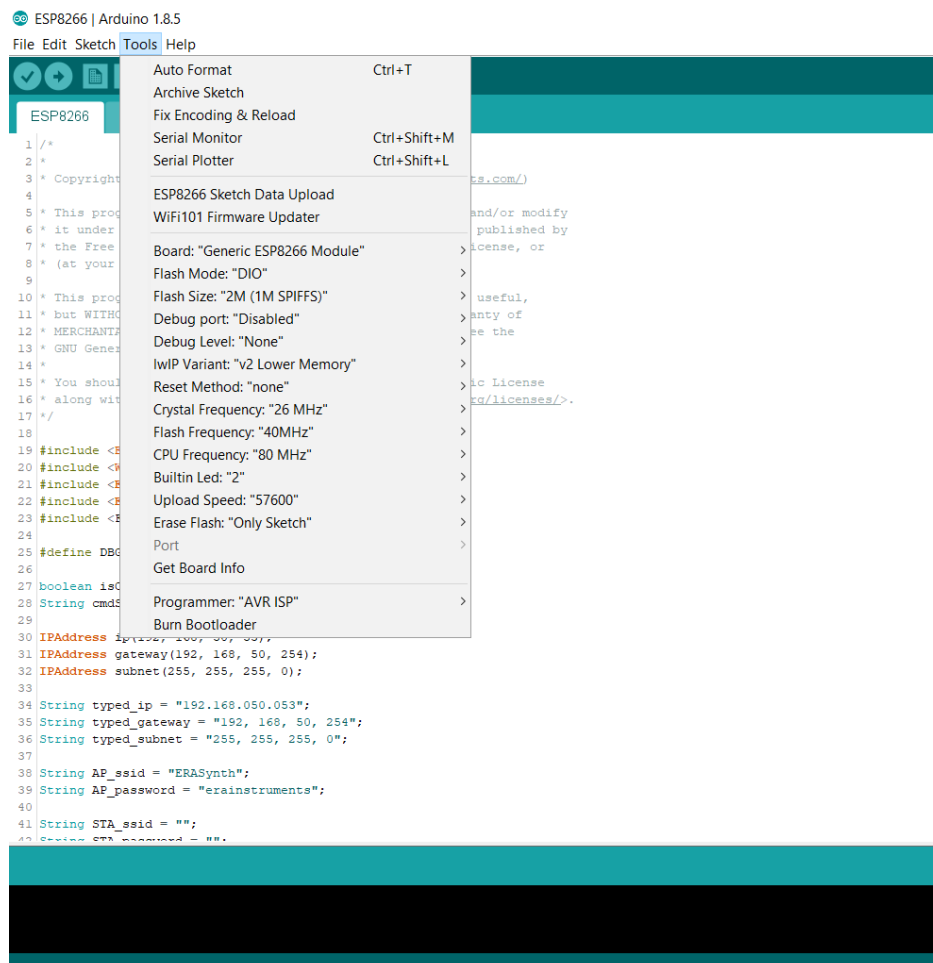 ESP8266 | Arduino 1.8.5
File Edit Sketch Tools Help
Auto Format Ctrl+T
Archive Sketch
Fix Encoding & Reload
Serial Monitor Ctrl+Shift+M
Serial Plotter Ctrl+Shift+L
ESP8266 Sketch Data Upload
WiFi101 Firmware Updater
Board: "Generic ESP8266 Module"
Flash Mode: "DIO"
Flash Size: "2M (1M SPIFFS)"
Debug port: "Disabled"
Debug Level: "None"
lwIP Variant: "v2 Lower Memory"
Reset Method: "none"
Crystal Frequency: "26 MHz"
Flash Frequency: "40MHz"
CPU Frequency: "80 MHz"
Builtin Led: "2"
Upload Speed: "57600"
Erase Flash: "Only Sketch"
Port
Get Board Info
Programmer: "AVR ISP"
Burn Bootloader
ESP8266
1 /*
2 *
3 * Copyright ts.com/)
4
5 * This prog and/or modify
6 * it under published by
7 * the Free icense, or
8 * (at your
9
10 * This prog useful,
11 * but WITHO anty of
12 * MERCHANTA ee the
13 * GNU Gener
14 *
15 * You shoul ic License
16 * along wit rg/licenses/>.
17 */
18
19 #include <E
20 #include <W
21 #include <E
22 #include <E
23 #include <E
24
25 #define DBG
26
27 boolean isC
28 String cmdS
29
30 IPAddress ip(192, 168, 50, 53);
31 IPAddress gateway(192, 168, 50, 254);
32 IPAddress subnet(255, 255, 255, 0);
33
34 String typed_ip = "192.168.050.053";
35 String typed_gateway = "192, 168, 50, 254";
36 String typed_subnet = "255, 255, 255, 0";
37
38 String AP_ssid = "ERASynth";
39 String AP_password = "erainstruments";
40
41 String STA_ssid = "";
42 String STA_password = "";